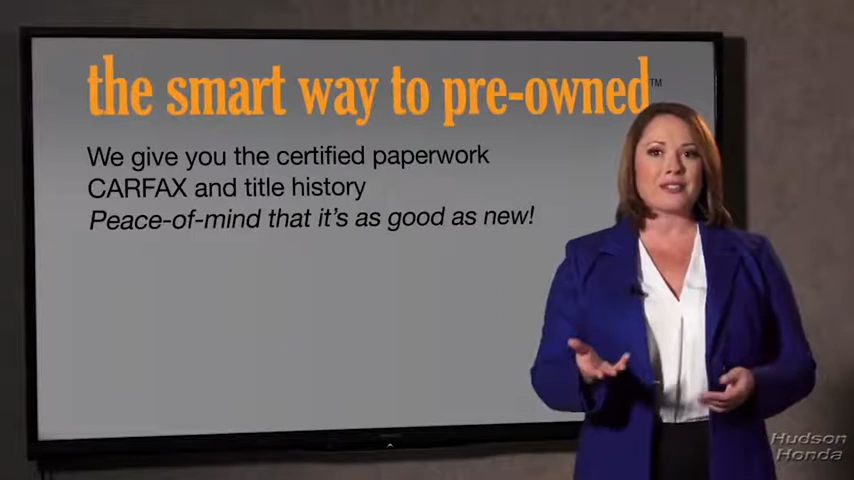 the smart way to pre-owned™
We give you the certified paperwork
CARFAX and title history
Peace-of-mind that it's as good as new!
Hudson
Honda